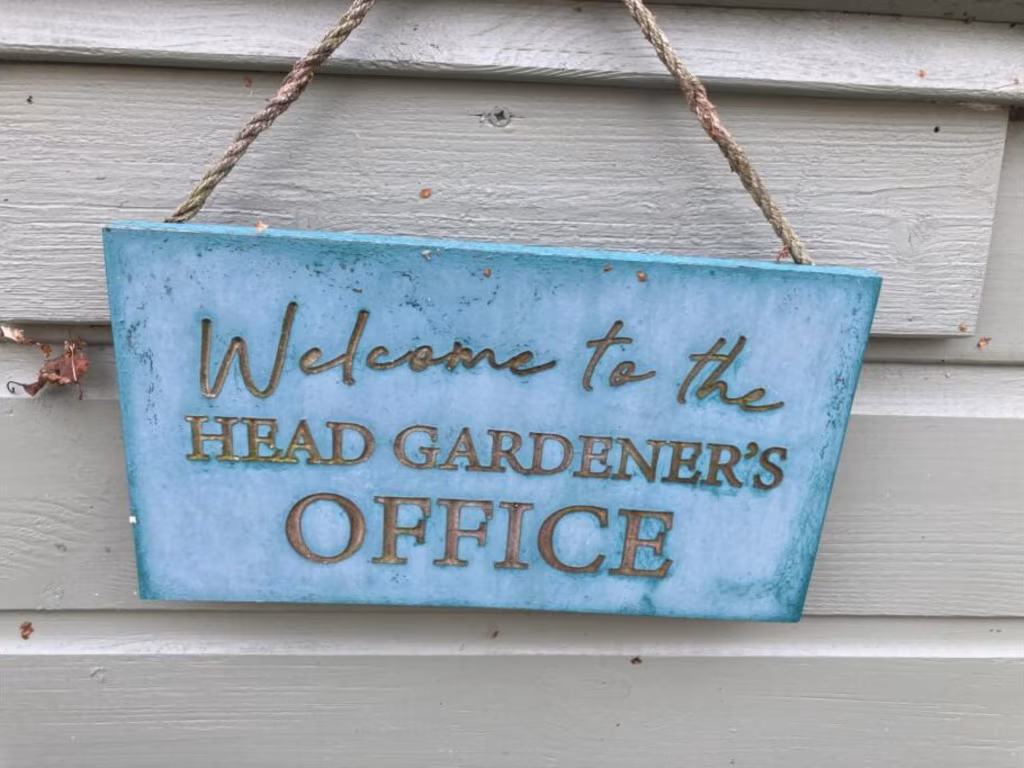 Welcome to the
HEAD GARDENER'S
OFFICE